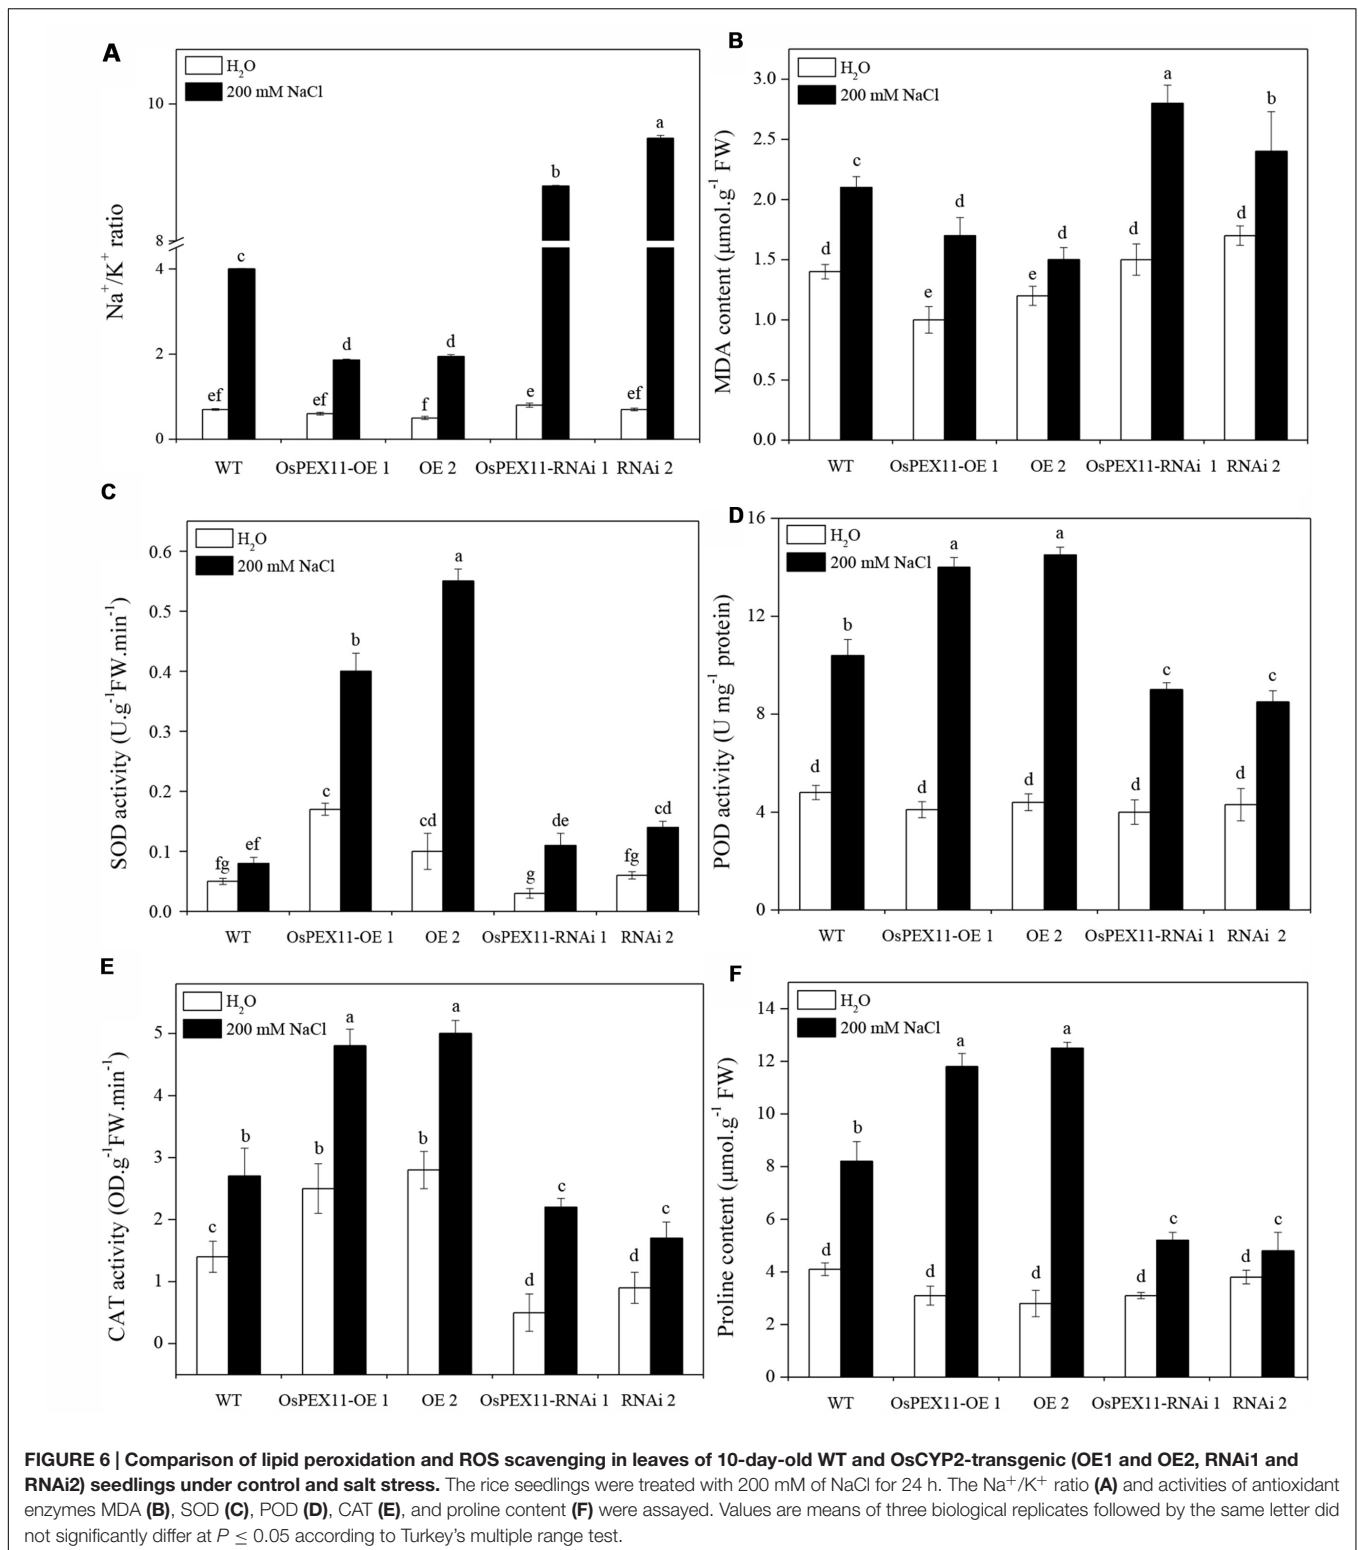 A
H2O
200 mM NaCl
Na+/K+ ratio
10
8
4
2
0
ef
c
ef
d
f
d
e
b
ef
a
WT
OsPEX11-OE 1
OE 2
OsPEX11-RNAi 1
RNAi 2
B
H2O
200 mM NaCl
MDA content (μmol.g-1 FW)
3.0
2.5
2.0
1.5
1.0
0.5
0.0
d
c
e
d
e
d
d
a
d
b
WT
OsPEX11-OE 1
OE 2
OsPEX11-RNAi 1
RNAi 2
C
H2O
200 mM NaCl
SOD activity (U.g-1FW.min-1)
0.6
0.5
0.4
0.3
0.2
0.1
0.0
fg
ef
c
b
cd
a
g
de
fg
cd
WT
OsPEX11-OE 1
OE 2
OsPEX11-RNAi 1
RNAi 2
D
H2O
200 mM NaCl
POD activity (U mg-1 protein)
16
12
8
4
0
d
b
d
a
d
a
d
c
d
c
WT
OsPEX11-OE 1
OE 2
OsPEX11-RNAi 1
RNAi 2
E
H2O
200 mM NaCl
CAT activity (OD.g-1FW.min-1)
5
4
3
2
1
0
c
b
b
a
b
a
d
c
d
c
WT
OsPEX11-OE 1
OE 2
OsPEX11-RNAi 1
RNAi 2
F
H2O
200 mM NaCl
Proline content (μmol.g-1 FW)
14
12
10
8
6
4
2
0
d
b
d
a
d
a
d
c
d
c
WT
OsPEX11-OE 1
OE 2
OsPEX11-RNAi 1
RNAi 2
FIGURE 6 | Comparison of lipid peroxidation and ROS scavenging in leaves of 10-day-old WT and OsCYP2-transgenic (OE1 and OE2, RNAi1 and
RNAi2) seedlings under control and salt stress. The rice seedlings were treated with 200 mM of NaCl for 24 h. The Na+/K+ ratio (A) and activities of antioxidant
enzymes MDA (B), SOD (C), POD (D), CAT (E), and proline content (F) were assayed. Values are means of three biological replicates followed by the same letter did
not significantly differ at P ≤ 0.05 according to Turkey's multiple range test.